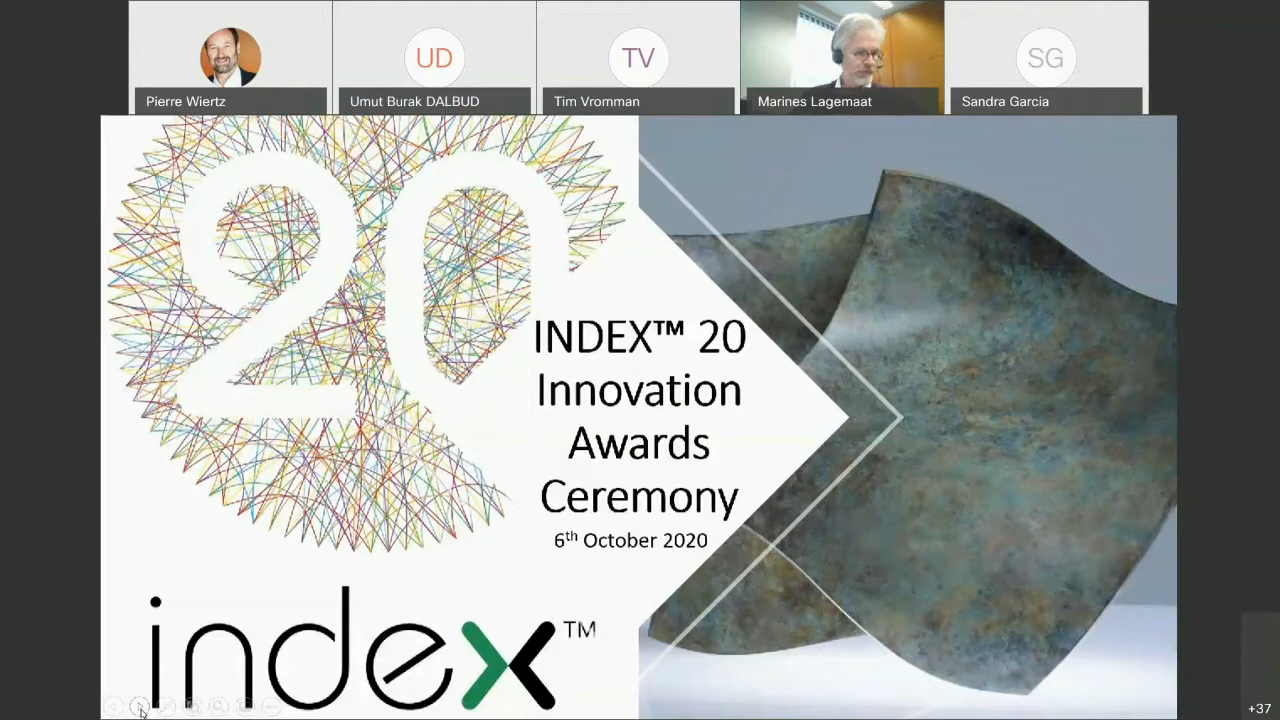 UD
TV
SG
Pierre Wiertz
Umut Burak DALBUD
Tim Vromman
Marines Lagemaat
Sandra Garcia
20
INDEX™ 20
Innovation
Awards
Ceremony
6th October 2020
index™
+37